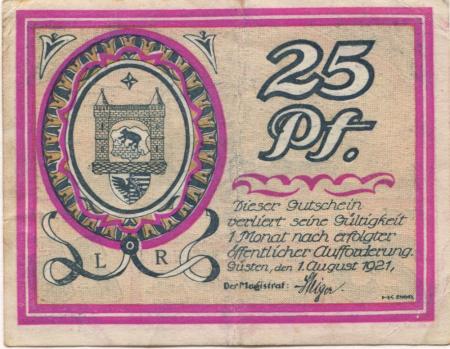 25
Pf.
Dieser Gutschein
verliert seine Gültigkeit
1 Monat nach erfolgter
öffentlicher Aufforderung.
Güsten, den 1. August 1921,
Der Magistrat:
L R